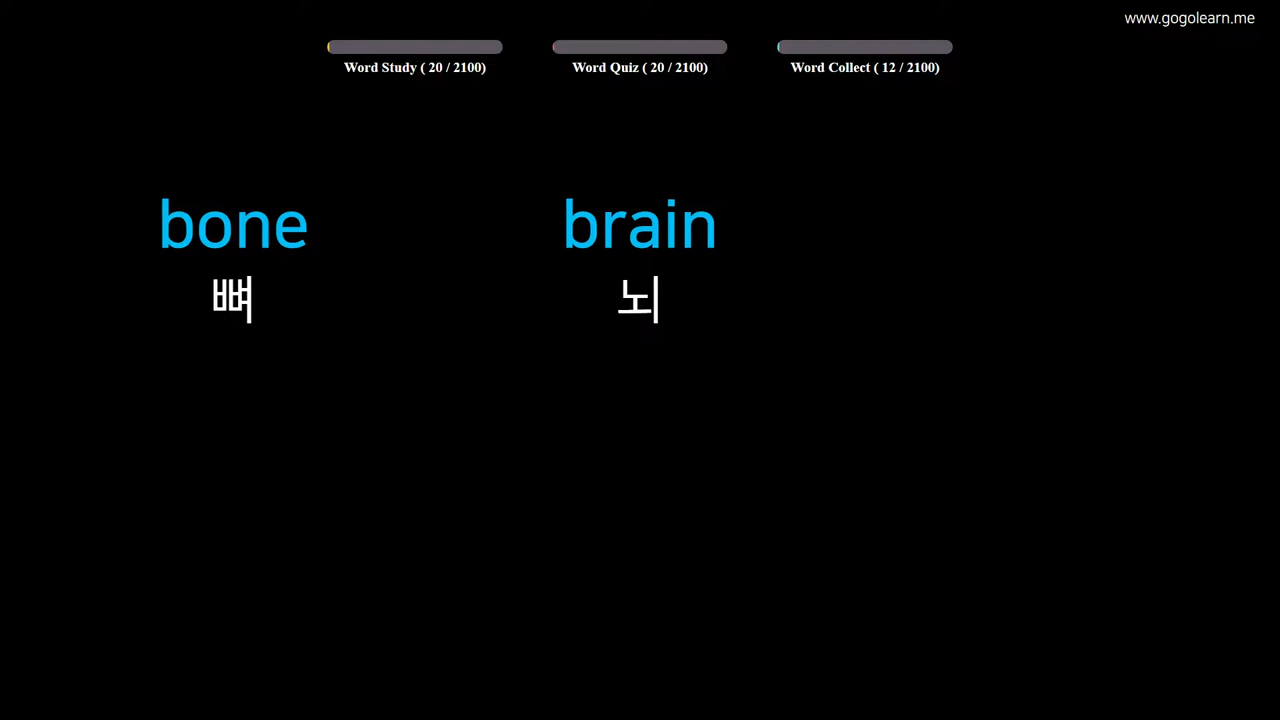 www.gogolearn.me
Word Study ( 20 / 2100)
Word Quiz ( 20 / 2100)
Word Collect ( 12 / 2100)
bone
뼈
brain
뇌